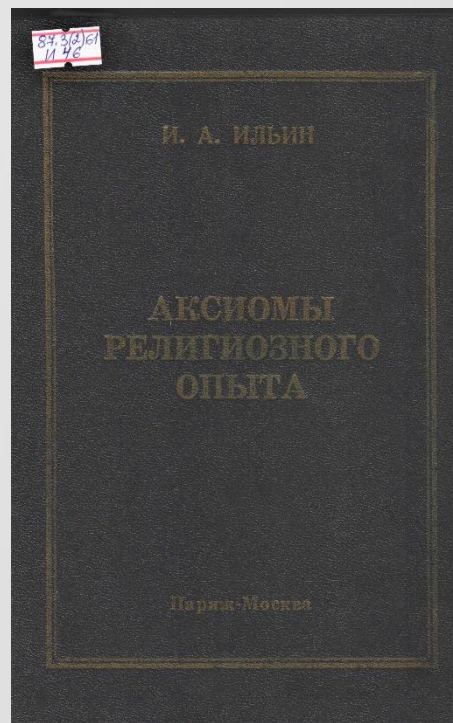 87.3(2)61
И 46
И. А. ИЛЬИН
АКСИОМЫ
РЕЛИГИОЗНОГО
ОПЫТА
Париж-Москва